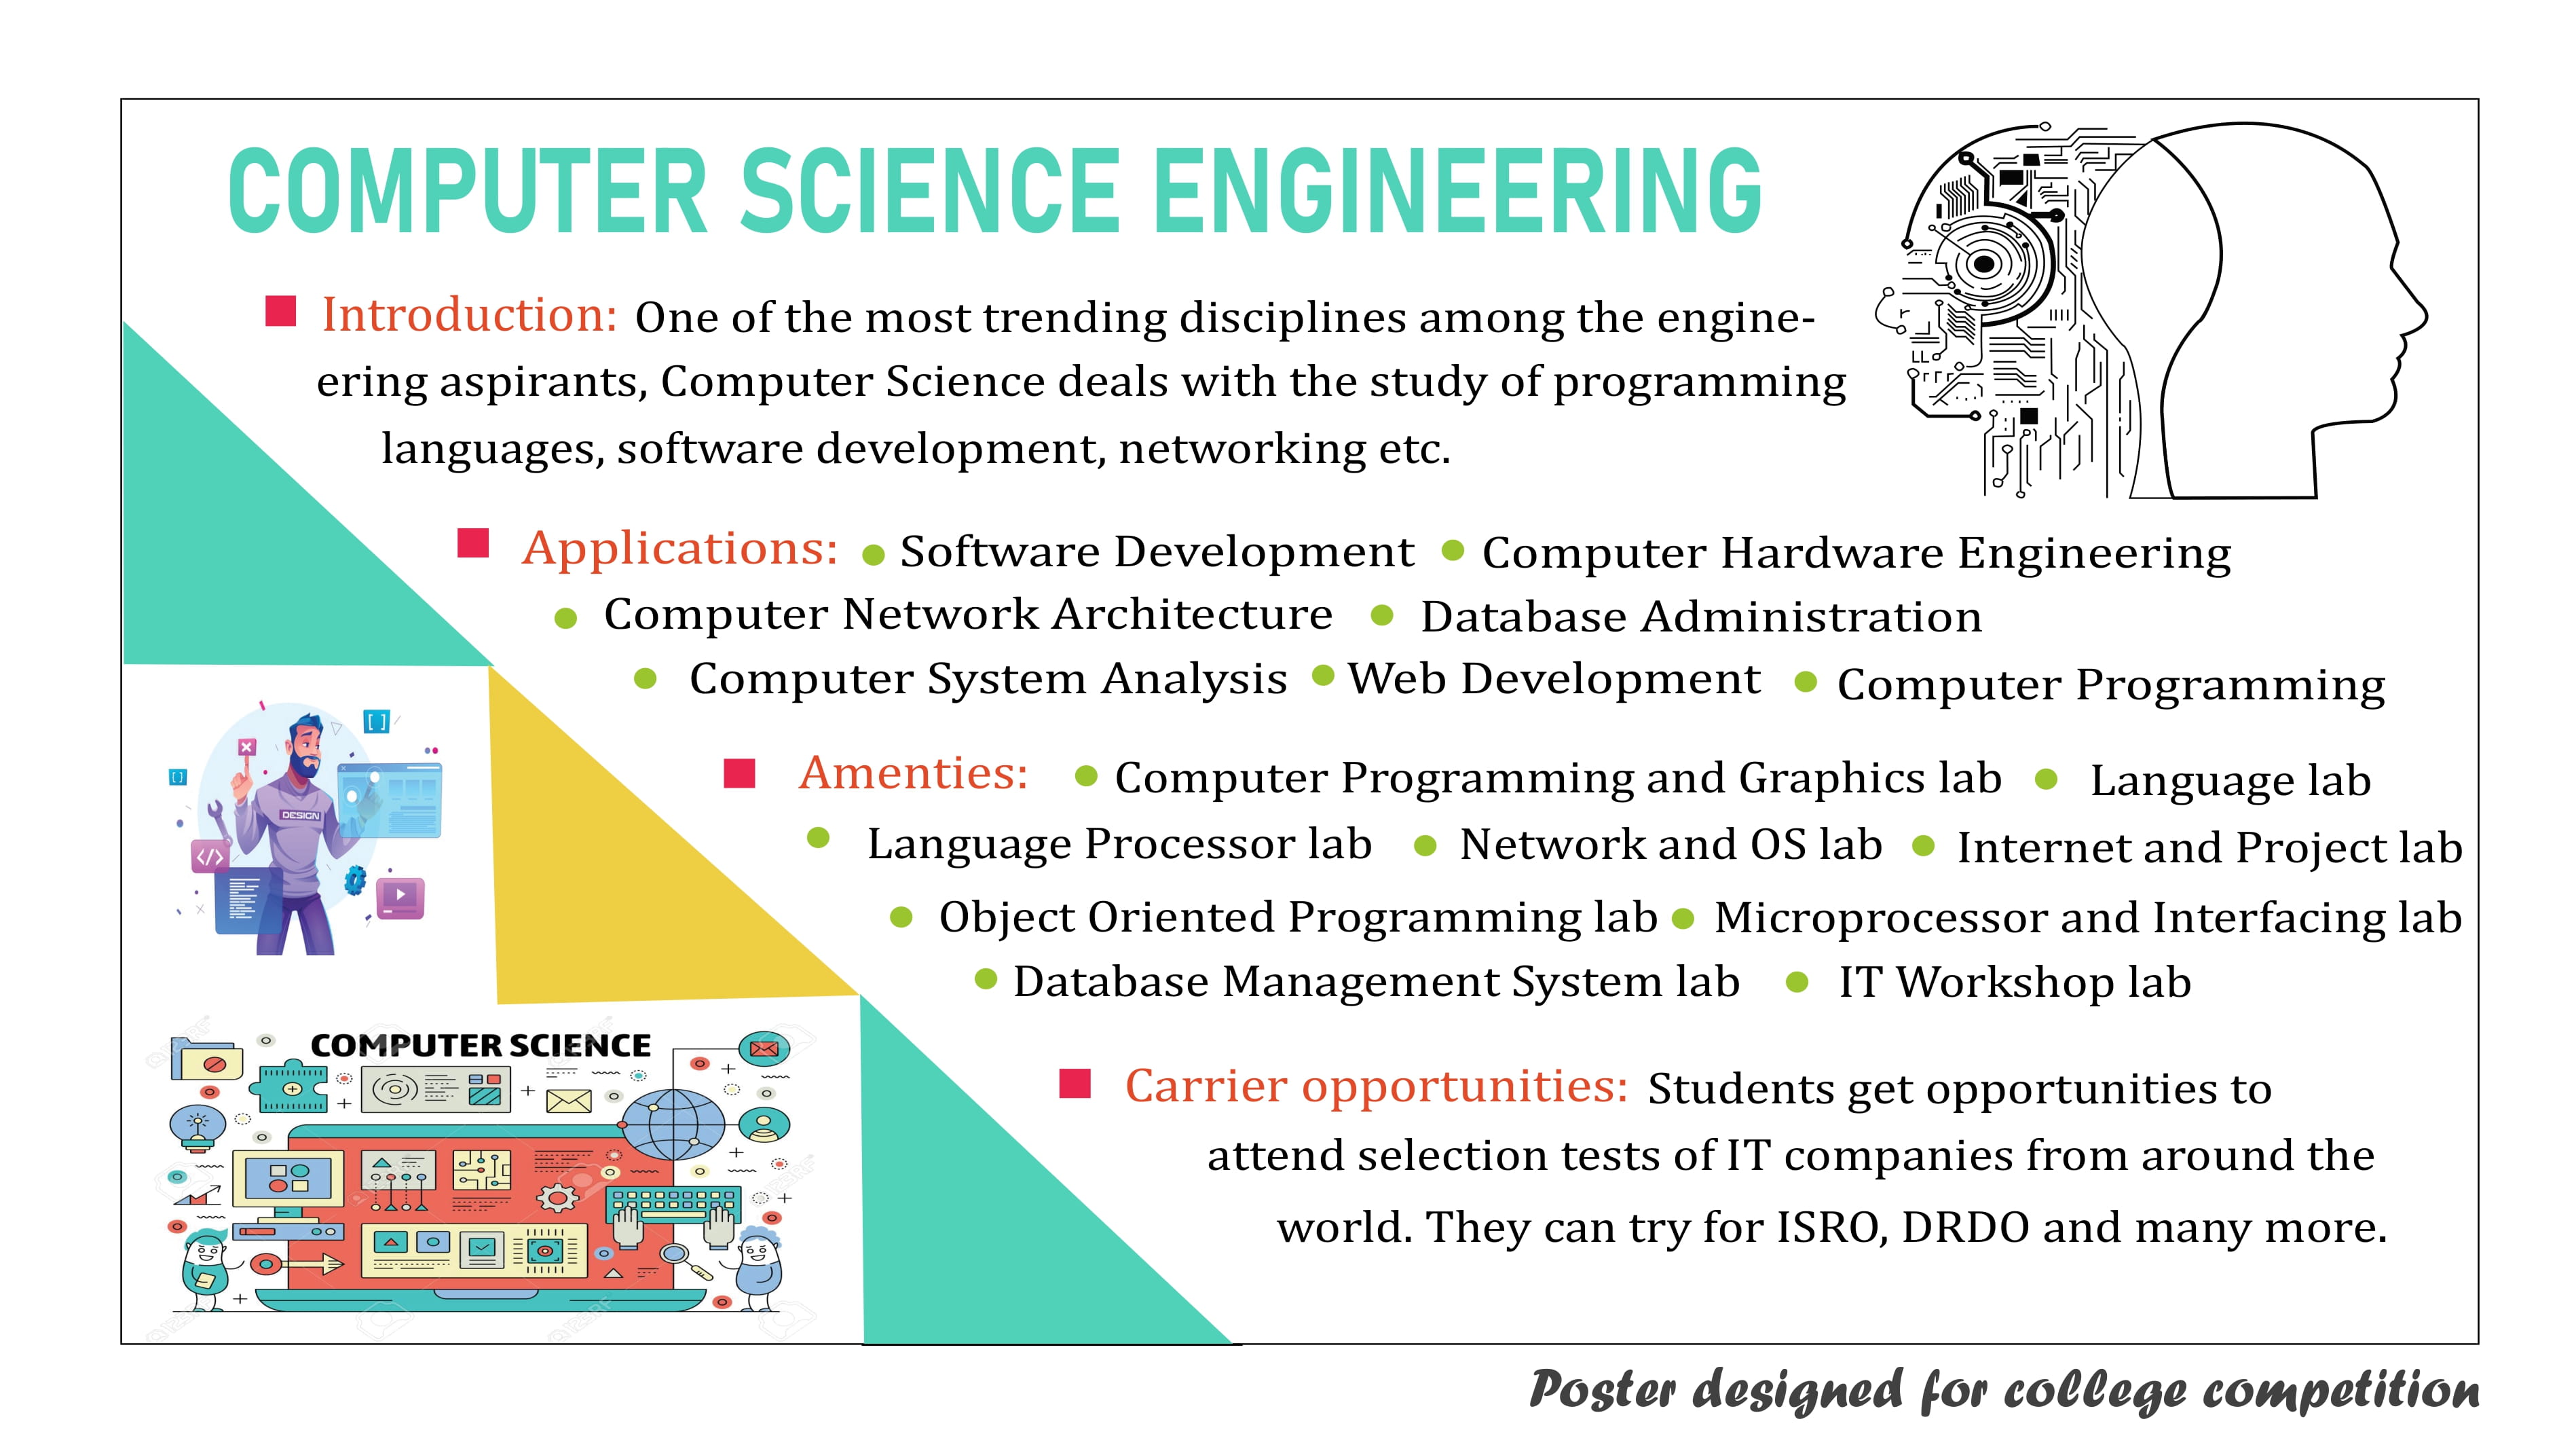 COMPUTER SCIENCE ENGINEERING
Introduction: One of the most trending disciplines among the engine-
ering aspirants, Computer Science deals with the study of programming
languages, software development, networking etc.
Applications: • Software Development • Computer Hardware Engineering
• Computer Network Architecture • Database Administration
• Computer System Analysis • Web Development • Computer Programming
Amenties: • Computer Programming and Graphics lab • Language lab
• Language Processor lab • Network and OS lab • Internet and Project lab
• Object Oriented Programming lab • Microprocessor and Interfacing lab
• Database Management System lab • IT Workshop lab
Carrier opportunities: Students get opportunities to
attend selection tests of IT companies from around the
world. They can try for ISRO, DRDO and many more.
[ ]
[ ]
DESIGN
</>
COMPUTER SCIENCE
Poster designed for college competition